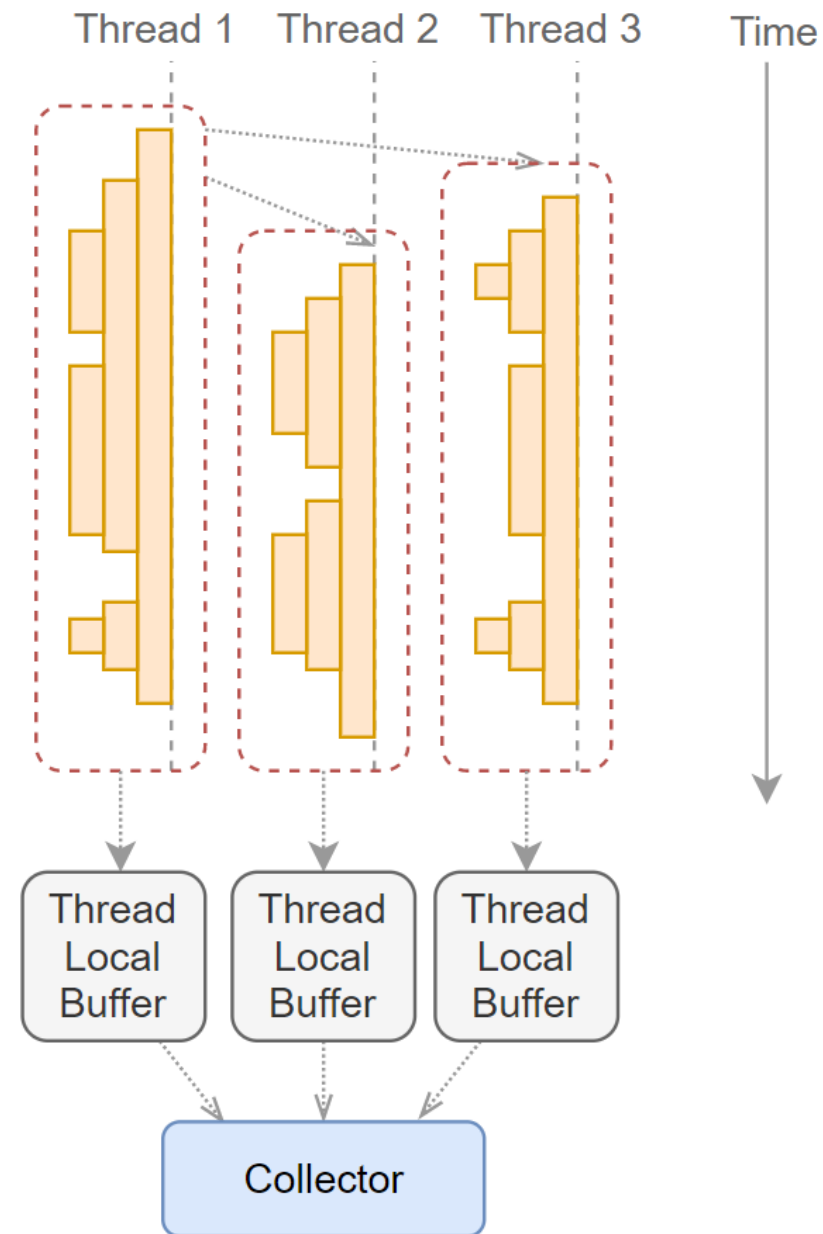 Thread 1
Thread 2
Thread 3
Time
Thread
Local
Buffer
Thread
Local
Buffer
Thread
Local
Buffer
Collector